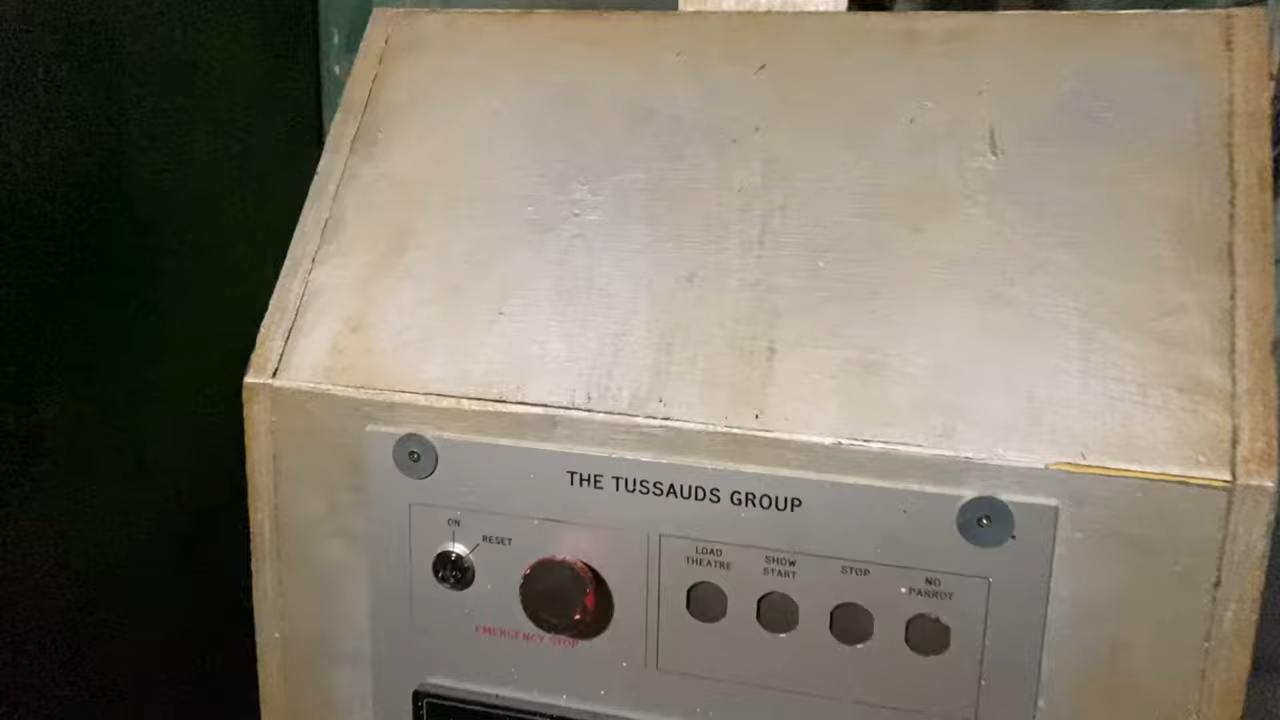 THE TUSSAUDS GROUP
ON
RESET
EMERGENCY STOP
LOAD
THEATRE
SHOW
START
STOP
NO
PARROT